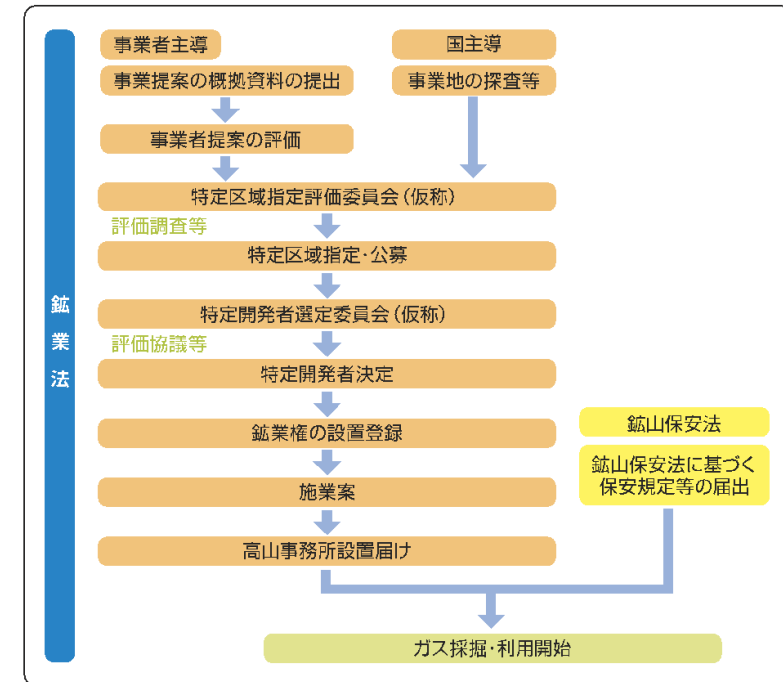 鉱業法
事業者主導
国主導
事業提案の概拠資料の提出
事業地の探査等
事業者提案の評価
特定区域指定評価委員会(仮称)
評価調査等
特定区域指定・公募
特定開発者選定委員会(仮称)
評価協議等
特定開発者決定
鉱業権の設置登録
鉱山保安法
鉱山保安法に基づく
保安規定等の届出
施業案
高山事務所設置届け
ガス採掘・利用開始